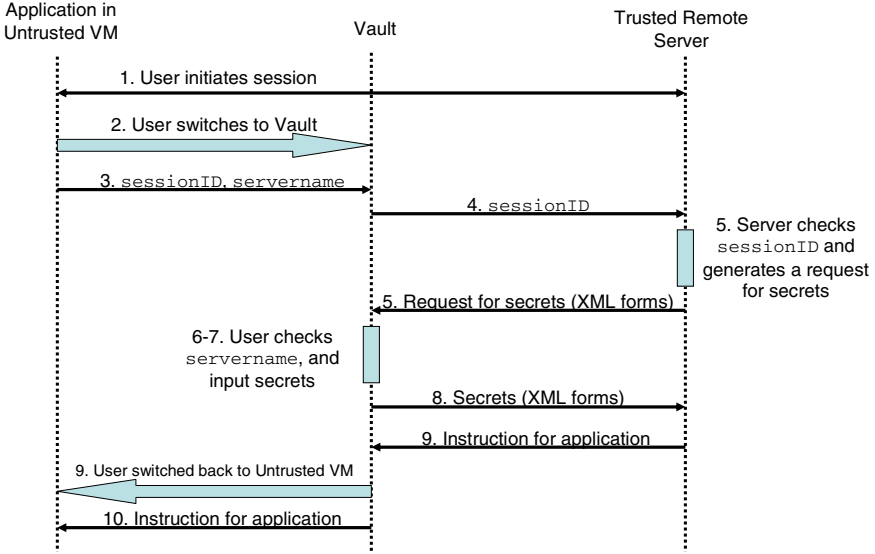 Application in
Untrusted VM
Vault
Trusted Remote
Server
1. User initiates session
2. User switches to Vault
3. sessionID, servername
4. sessionID
5. Server checks
sessionID and
generates a request
for secrets
5. Request for secrets (XML forms)
6-7. User checks
servername, and
input secrets
8. Secrets (XML forms)
9. Instruction for application
9. User switched back to Untrusted VM
10. Instruction for application